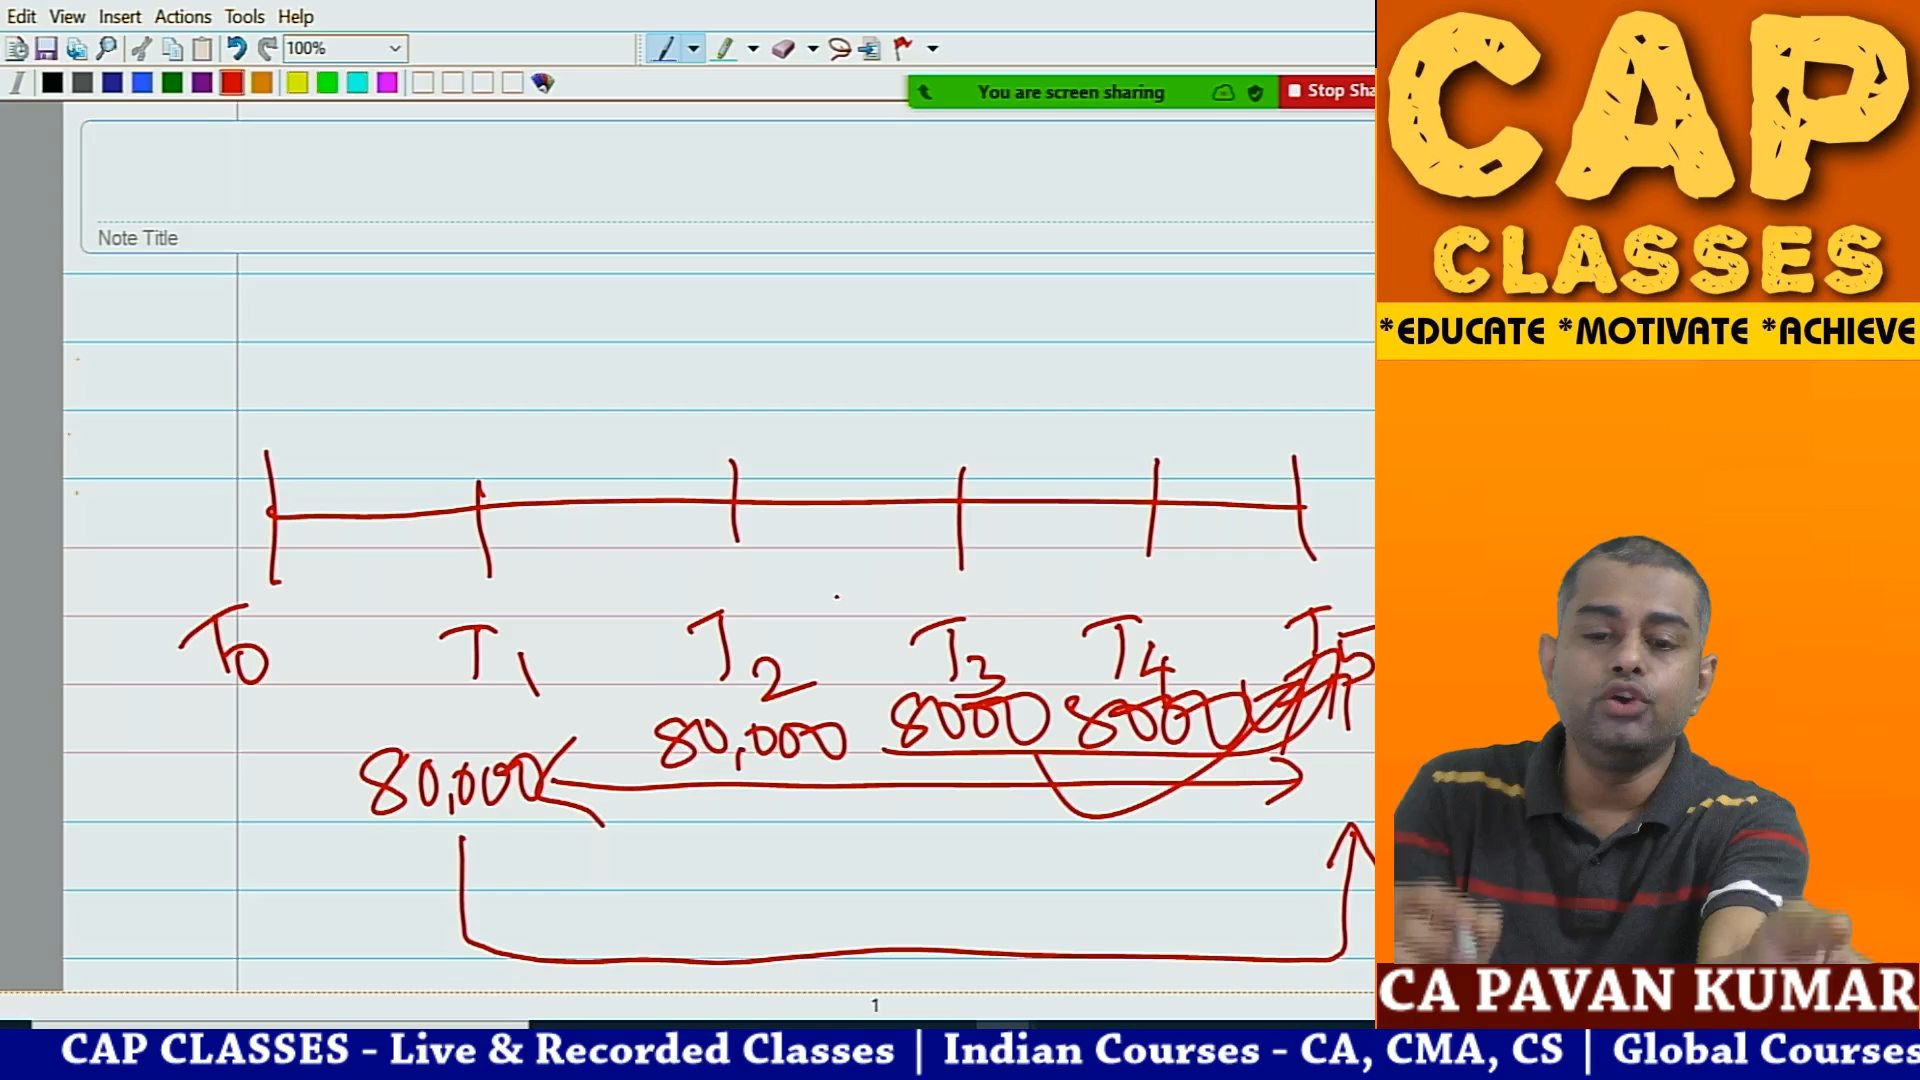 Edit View Insert Actions Tools Help
100%
You are screen sharing
Stop Sha
Note Title
T0 T1 T2 T3 T4 T5
80,000 80,000 8000 8000
1
CAP
CLASSES
*EDUCATE *MOTIVATE *ACHIEVE
CA PAVAN KUMAR
CAP CLASSES - Live & Recorded Classes | Indian Courses - CA, CMA, CS | Global Courses